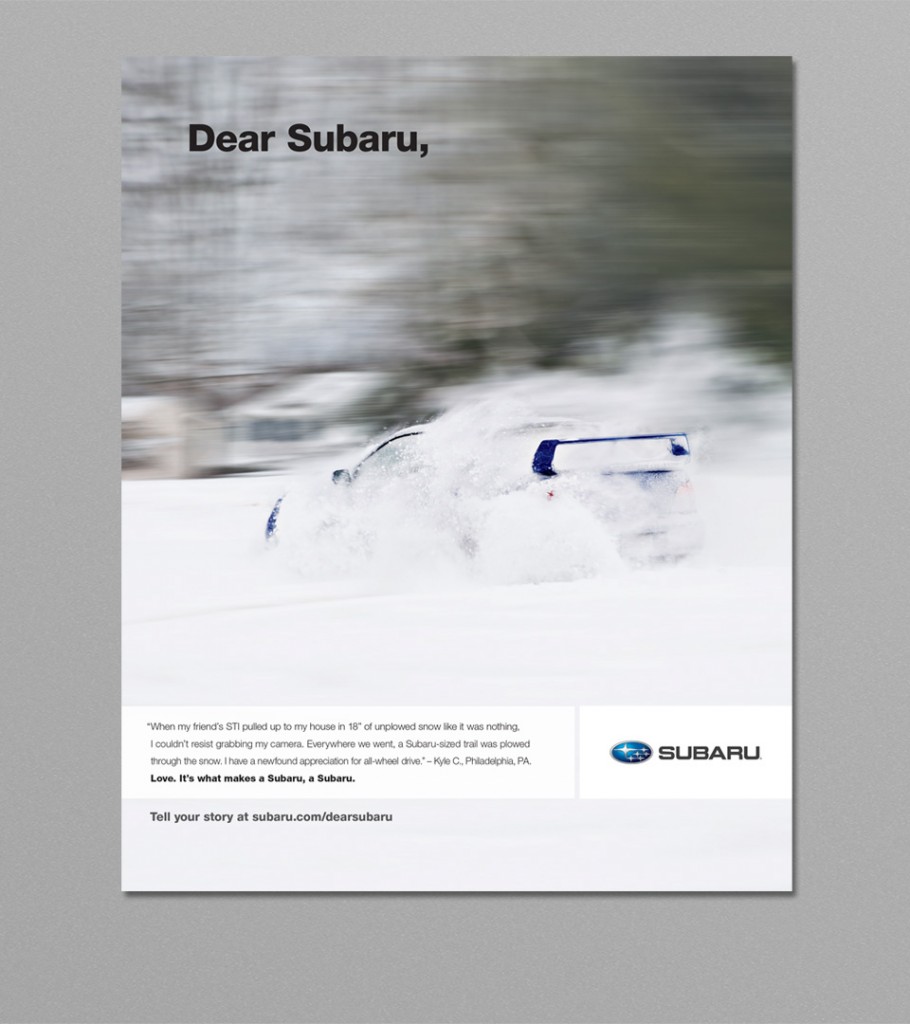 Dear Subaru,
“When my friend's STI pulled up to my house in 18” of unplowed snow like it was nothing,
I couldn't resist grabbing my camera. Everywhere we went, a Subaru-sized trail was plowed
through the snow. I have a newfound appreciation for all-wheel drive.” – Kyle C., Philadelphia, PA.
Love. It's what makes a Subaru, a Subaru.
SUBARU
Tell your story at subaru.com/dearsubaru